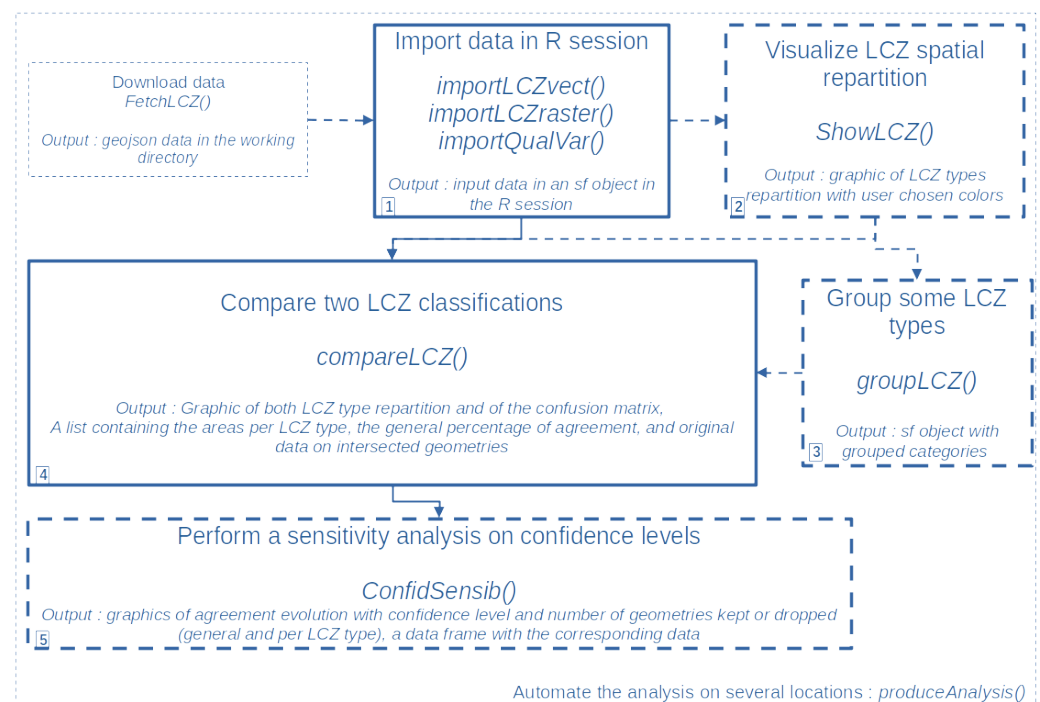 Download data
FetchLCZ()
Output : geojson data in the working
directory
Import data in R session
importLCZvect()
importLCZraster()
importQualVar()
Output : input data in an sf object in
the R session
1
Visualize LCZ spatial
repartition
ShowLCZ()
Output : graphic of LCZ types
repartition with user chosen colors
2
Group some LCZ
types
groupLCZ()
Output : sf object with
grouped categories
3
Compare two LCZ classifications
compareLCZ()
Output : Graphic of both LCZ type repartition and of the confusion matrix,
A list containing the areas per LCZ type, the general percentage of agreement, and original
data on intersected geometries
4
Perform a sensitivity analysis on confidence levels
ConfidSensib()
Output : graphics of agreement evolution with confidence level and number of geometries kept or dropped
(general and per LCZ type), a data frame with the corresponding data
5
Automate the analysis on several locations : produceAnalysis()